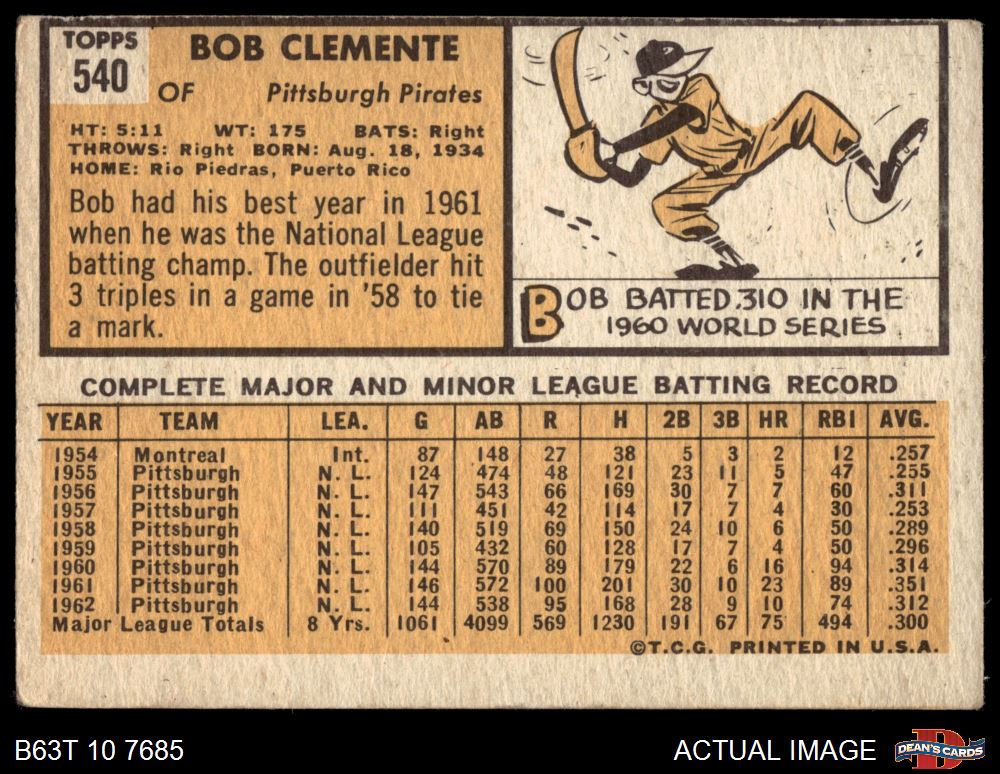 TOPPS
540
BOB CLEMENTE
OF Pittsburgh Pirates
HT: 5:11 WT: 175 BATS: Right
THROWS: Right BORN: Aug. 18, 1934
HOME: Rio Piedras, Puerto Rico
Bob had his best year in 1961
when he was the National League
batting champ. The outfielder hit
3 triples in a game in '58 to tie
a mark.
BOB BATTED .310 IN THE
1960 WORLD SERIES
COMPLETE MAJOR AND MINOR LEAGUE BATTING RECORD
YEAR TEAM LEA. G AB R H 2B 3B HR RBI AVG.
1954 Montreal Int. 87 148 27 38 5 3 2 12 .257
1955 Pittsburgh N. L. 124 474 48 121 23 11 5 47 .255
1956 Pittsburgh N. L. 147 543 66 169 30 7 7 60 .311
1957 Pittsburgh N. L. 111 451 42 114 17 7 4 30 .253
1958 Pittsburgh N. L. 140 519 69 150 24 10 6 50 .289
1959 Pittsburgh N. L. 105 432 60 128 17 7 4 50 .296
1960 Pittsburgh N. L. 144 570 89 179 22 6 16 94 .314
1961 Pittsburgh N. L. 146 572 100 201 30 10 23 89 .351
1962 Pittsburgh N. L. 144 538 95 168 28 9 10 74 .312
Major League Totals 8 Yrs. 1061 4099 569 1230 191 67 75 494 .300
©T.C.G. PRINTED IN U.S.A.
B63T 10 7685
ACTUAL IMAGE
D
DEAN'S CARDS